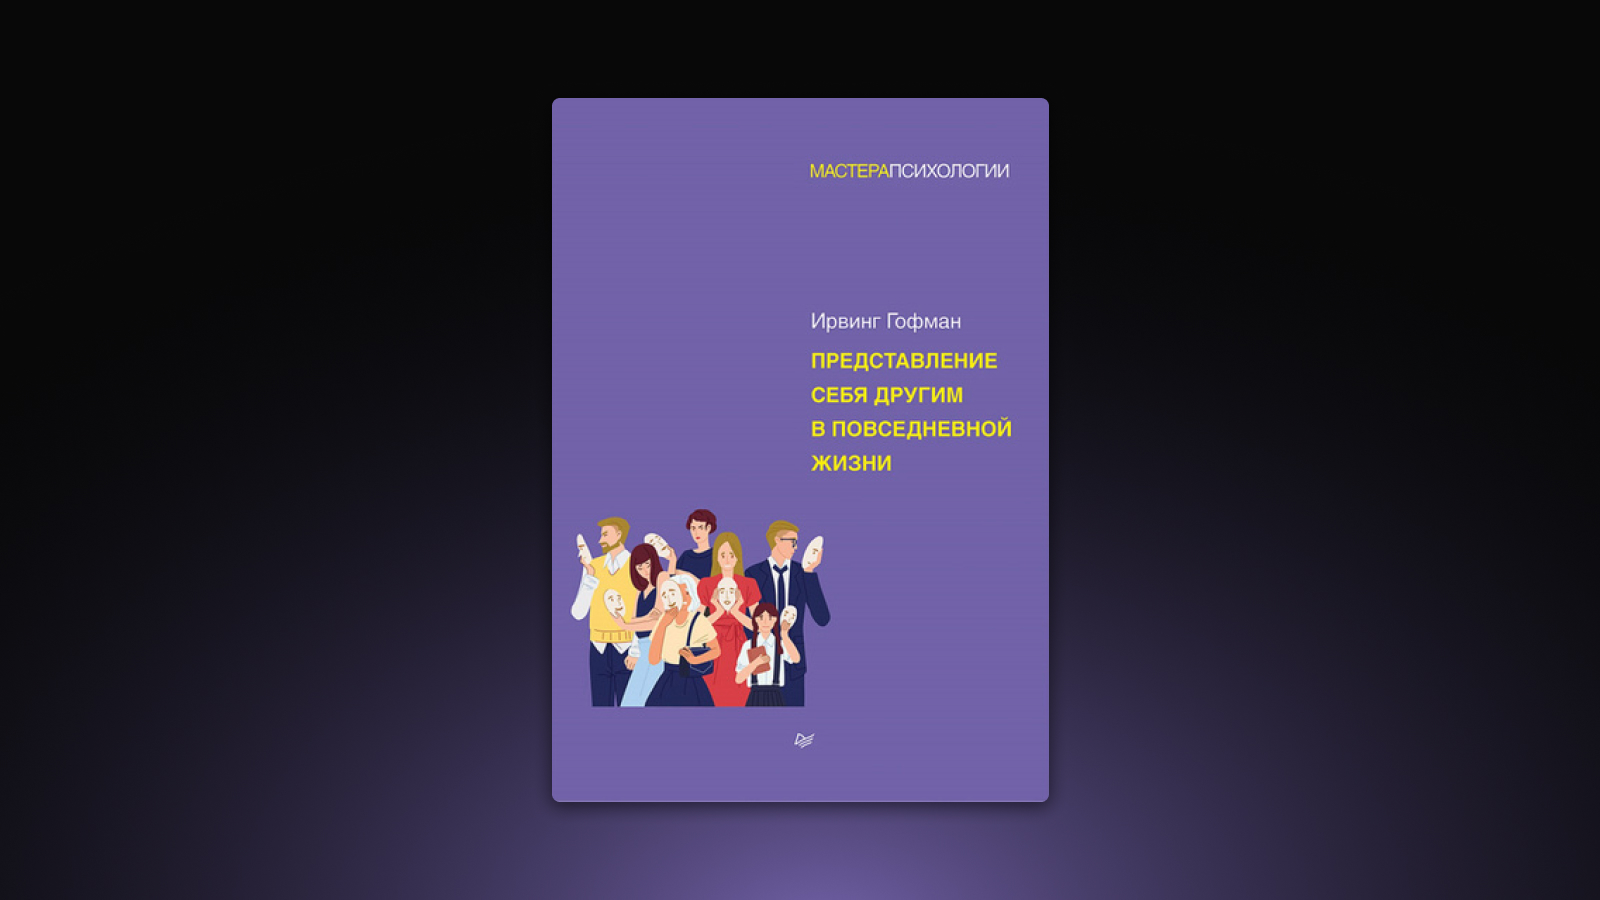 МАСТЕРАПСИХОЛОГИИ
Ирвинг Гофман
ПРЕДСТАВЛЕНИЕ
СЕБЯ ДРУГИМ
В ПОВСЕДНЕВНОЙ
ЖИЗНИ